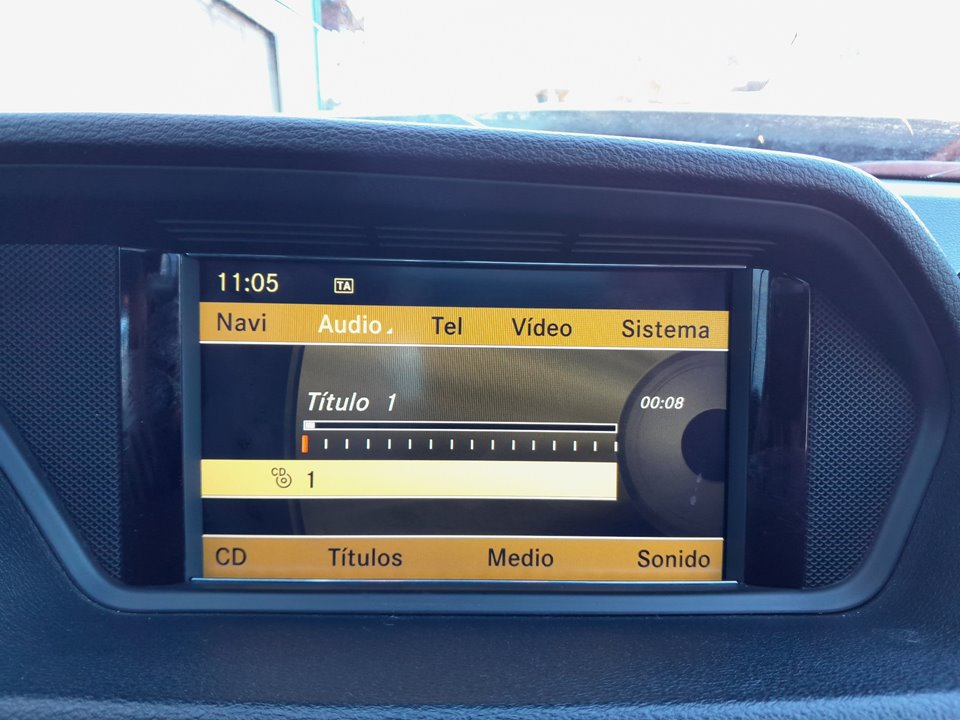 11:05 TA
Navi Audio Tel Vídeo Sistema
Título 1 00:08
CD 1
CD Títulos Medio Sonido